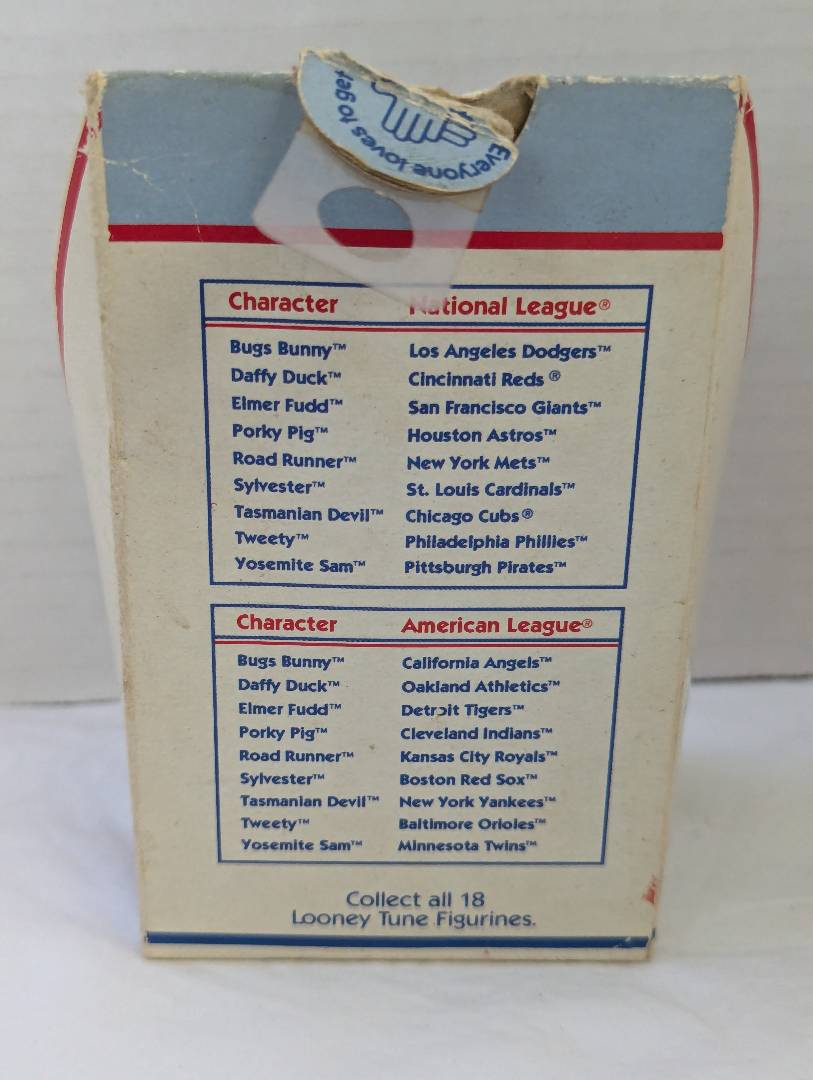 Everyone loves to get
Character National League®
Bugs Bunny™ Los Angeles Dodgers™
Daffy Duck™ Cincinnati Reds ®
Elmer Fudd™ San Francisco Giants™
Porky Pig™ Houston Astros™
Road Runner™ New York Mets™
Sylvester™ St. Louis Cardinals™
Tasmanian Devil™ Chicago Cubs®
Tweety™ Philadelphia Phillies™
Yosemite Sam™ Pittsburgh Pirates™
Character American League®
Bugs Bunny™ California Angels™
Daffy Duck™ Oakland Athletics™
Elmer Fudd™ Detroit Tigers™
Porky Pig™ Cleveland Indians™
Road Runner™ Kansas City Royals™
Sylvester™ Boston Red Sox™
Tasmanian Devil™ New York Yankees™
Tweety™ Baltimore Orioles™
Yosemite Sam™ Minnesota Twins™
Collect all 18
Looney Tune Figurines.